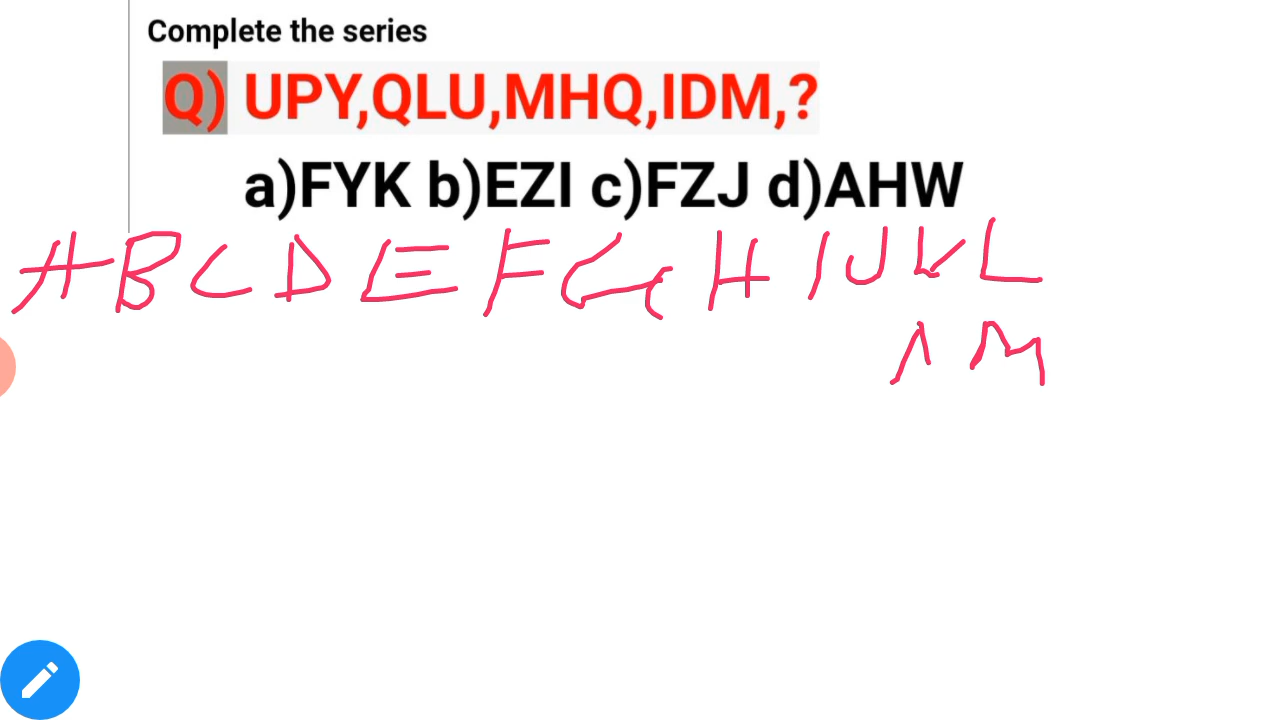 Complete the series
Q) UPY,QLU,MHQ,IDM,?
a)FYK b)EZI c)FZJ d)AHW
A B C D E F G H I J K L
M